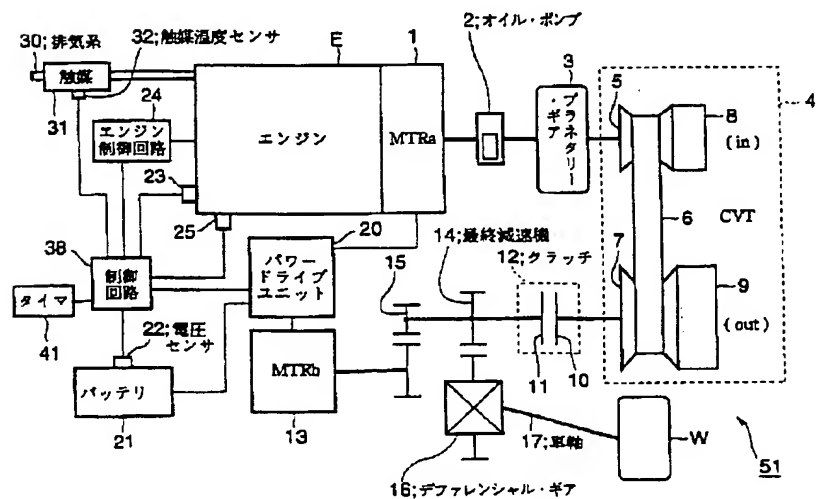 2;オイル・ポンプ
32;触媒温度センサ
30;排気系
E
1
3
触媒
31
24
エンジン
制御回路
エンジン
MTRa
プラネタリー
・ギア
5
4
8
(in)
23
25
6
CVT
20
14;最終減速機
7
38
制御
回路
パワー
ドライブ
ユニット
15
12;クラッチ
9
(out)
タイマ
41
22;電圧
センサ
MTRb
11
10
バッテリ
21
13
17;車軸
W
16;デファレンシャル・ギア
51